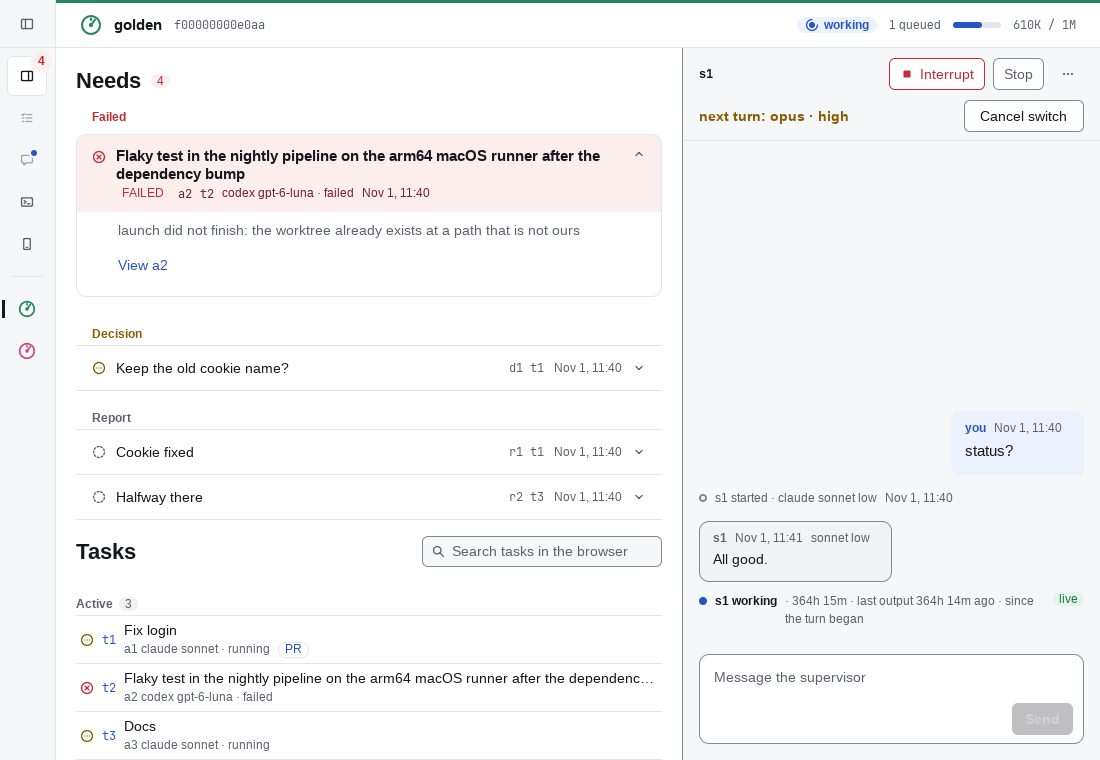 golden f00000000e0aa working 1 queued 610K / 1M
4
Needs 4
Failed
Flaky test in the nightly pipeline on the arm64 macOS runner after the
dependency bump
FAILED a2 t2 codex gpt-6-luna · failed Nov 1, 11:40
launch did not finish: the worktree already exists at a path that is not ours
View a2
Decision
Keep the old cookie name? d1 t1 Nov 1, 11:40
Report
Cookie fixed r1 t1 Nov 1, 11:40
Halfway there r2 t3 Nov 1, 11:40
Tasks
Search tasks in the browser
Active 3
t1 Fix login
a1 claude sonnet · running PR
t2 Flaky test in the nightly pipeline on the arm64 macOS runner after the dependenc…
a2 codex gpt-6-luna · failed
t3 Docs
a3 claude sonnet · running
s1 Interrupt Stop ···
next turn: opus · high Cancel switch
you Nov 1, 11:40
status?
s1 started · claude sonnet low Nov 1, 11:40
s1 Nov 1, 11:41 sonnet low
All good.
s1 working · 364h 15m · last output 364h 14m ago · since live
the turn began
Message the supervisor
Send